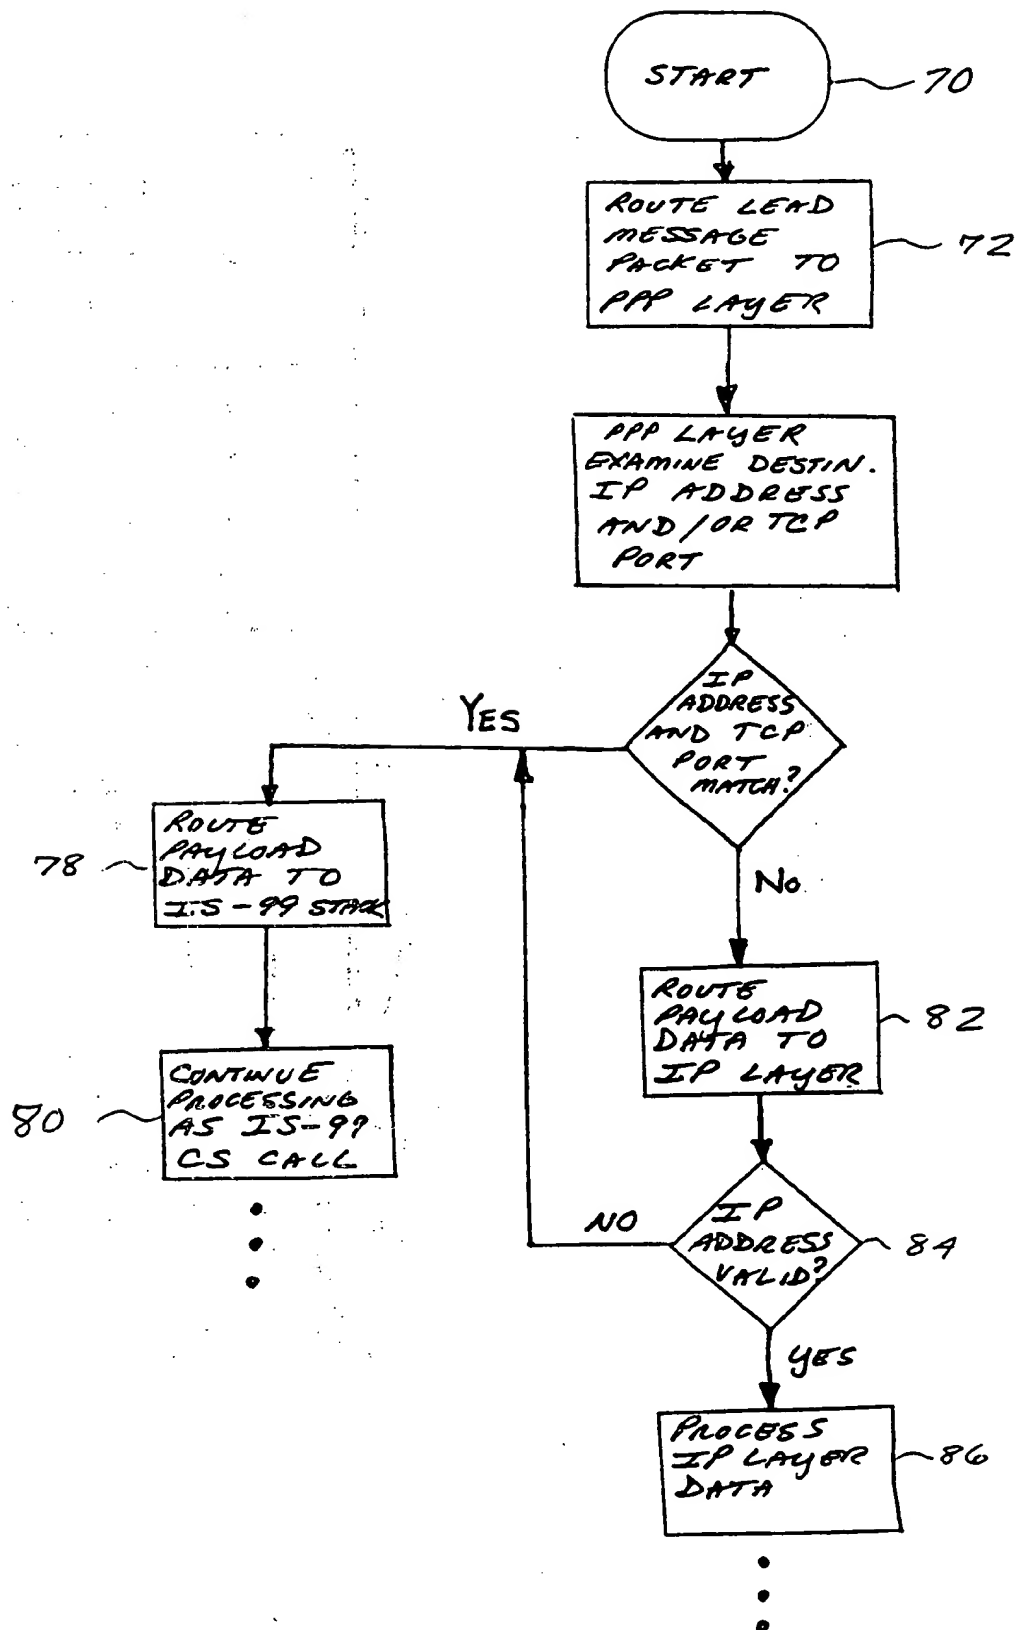 START
70
ROUTE LEAD
MESSAGE
PACKET TO
PPP LAYER
72
PPP LAYER
EXAMINE DESTIN.
IP ADDRESS
AND/OR TCP
PORT
IP
ADDRESS
AND TCP
PORT
MATCH?
YES
No
ROUTE
PAYLOAD
DATA TO
IS-99 STACK
78
ROUTE
PAYLOAD
DATA TO
IP LAYER
82
CONTINUE
PROCESSING
AS IS-99
CS CALL
80
IP
ADDRESS
VALID?
84
NO
YES
PROCESS
IP LAYER
DATA
86